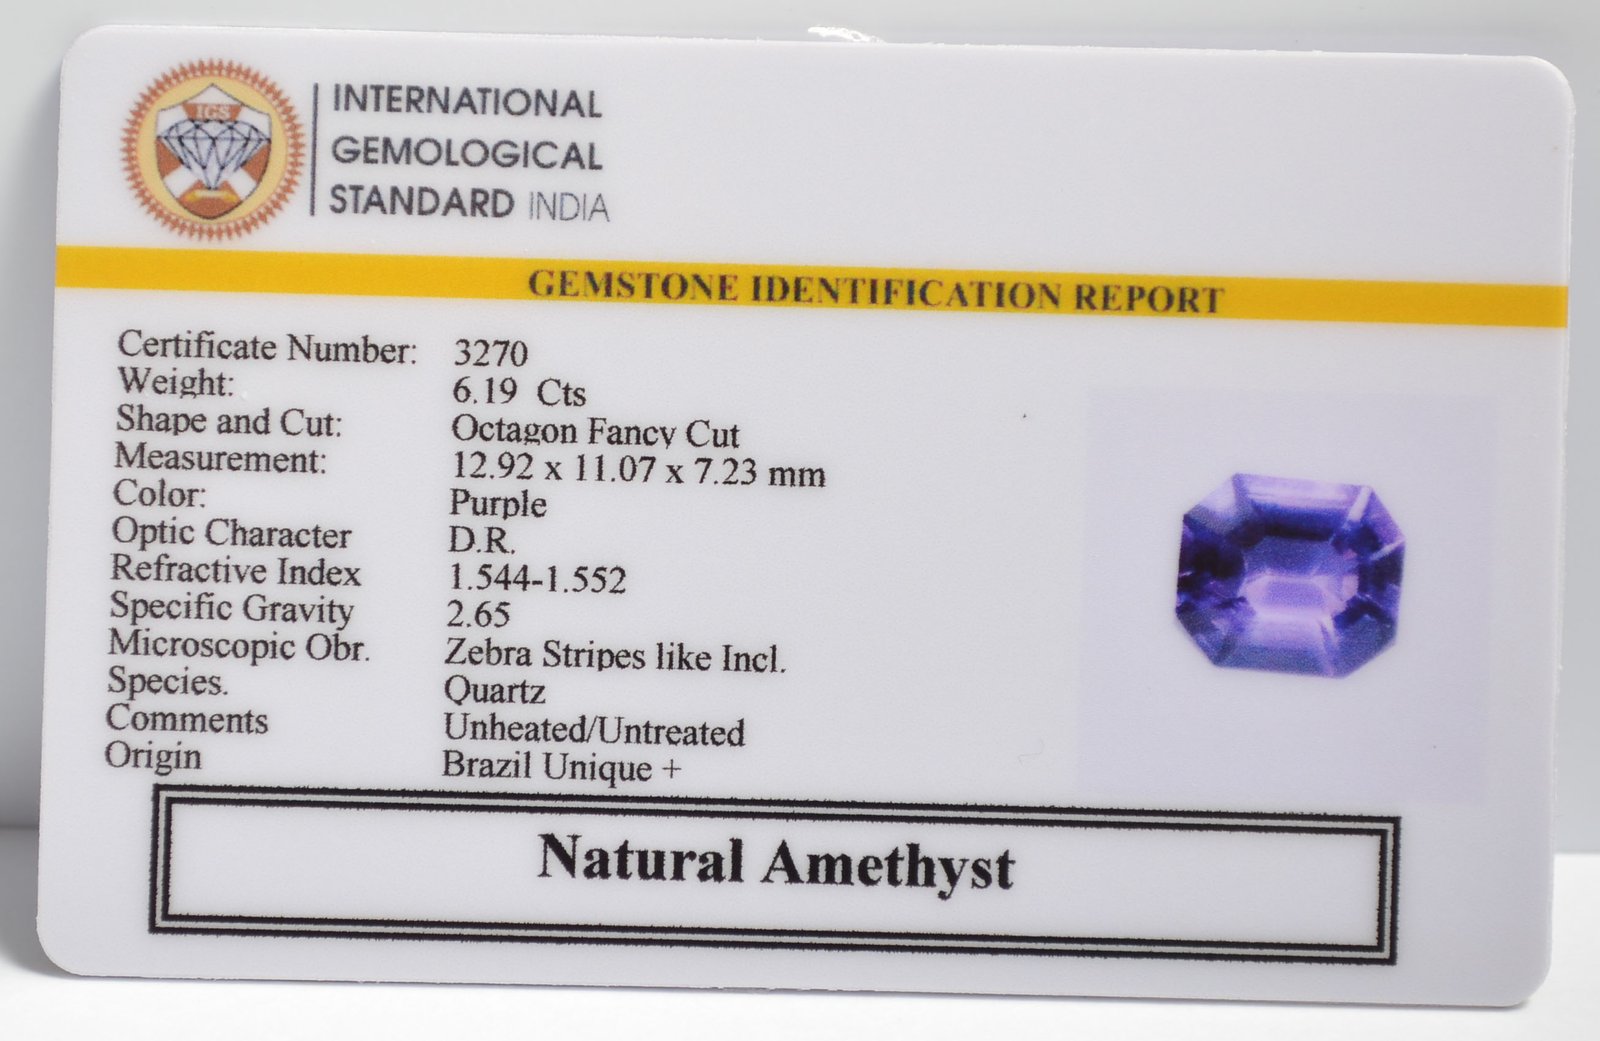 IGS
INTERNATIONAL
GEMOLOGICAL
STANDARD INDIA
GEMSTONE IDENTIFICATION REPORT
Certificate Number: 3270
Weight: 6.19 Cts
Shape and Cut: Octagon Fancy Cut
Measurement: 12.92 x 11.07 x 7.23 mm
Color: Purple
Optic Character D.R.
Refractive Index 1.544-1.552
Specific Gravity 2.65
Microscopic Obr. Zebra Stripes like Incl.
Species. Quartz
Comments Unheated/Untreated
Origin Brazil Unique +
Natural Amethyst